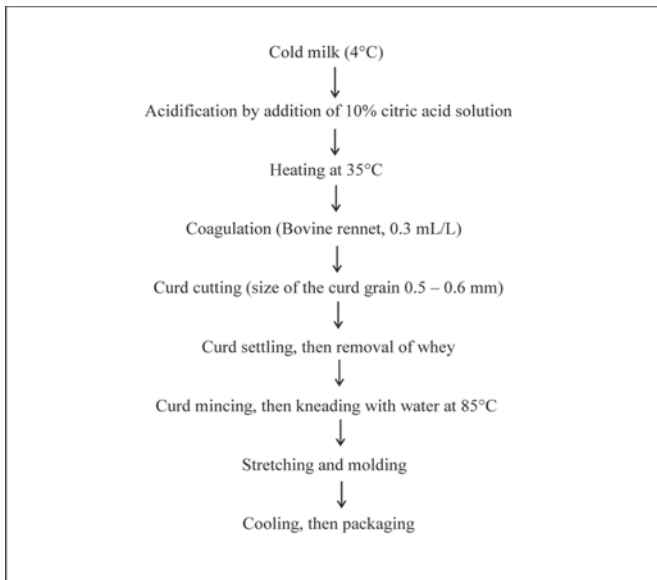 Cold milk (4°C)
Acidification by addition of 10% citric acid solution
Heating at 35°C
Coagulation (Bovine rennet, 0.3 mL/L)
Curd cutting (size of the curd grain 0.5 – 0.6 mm)
Curd settling, then removal of whey
Curd mincing, then kneading with water at 85°C
Stretching and molding
Cooling, then packaging